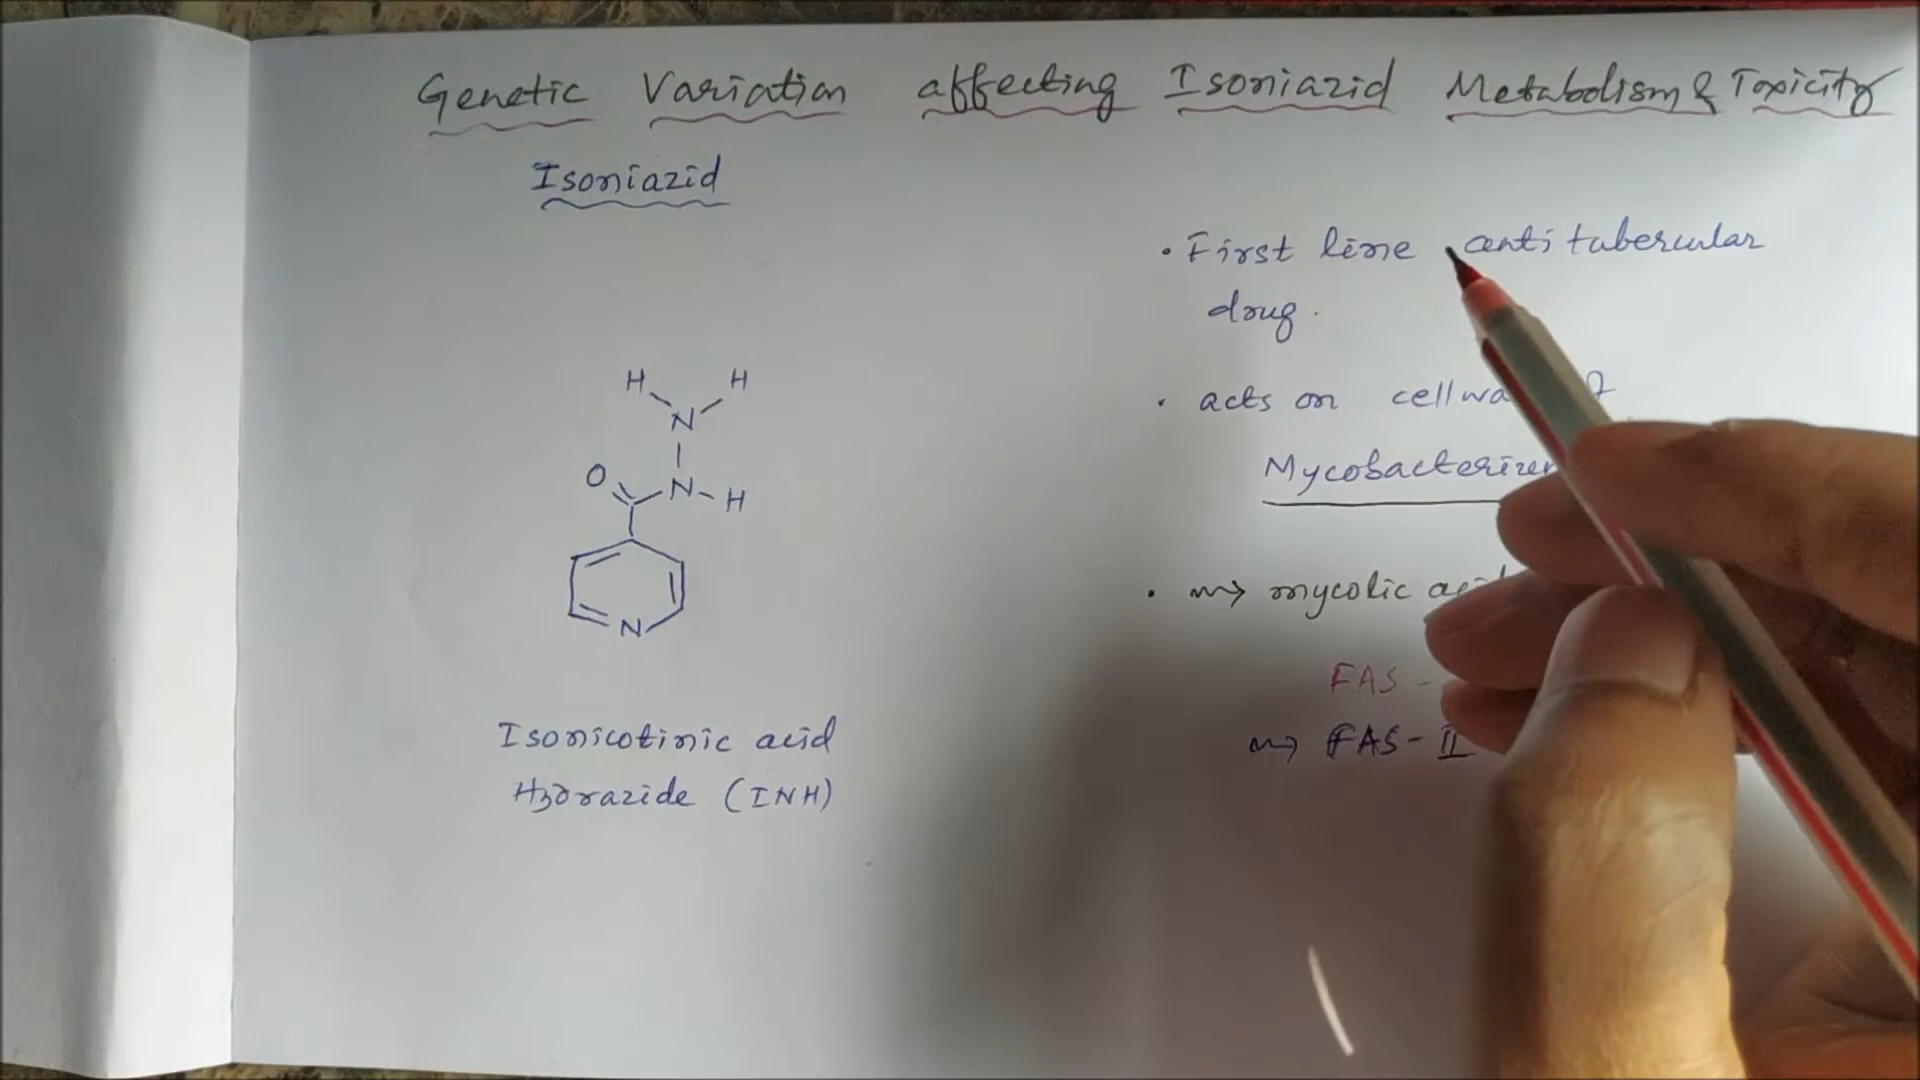 Genetic Variation affecting Isoniazid Metabolism & Toxicity
Isoniazid
• First line antitubercular
drug.
• acts on
Mycobacterium
H H
N
O N H
N
• mycolic
FAS -
FAS - II
Isonicotinic acid
Hydrazide (INH)